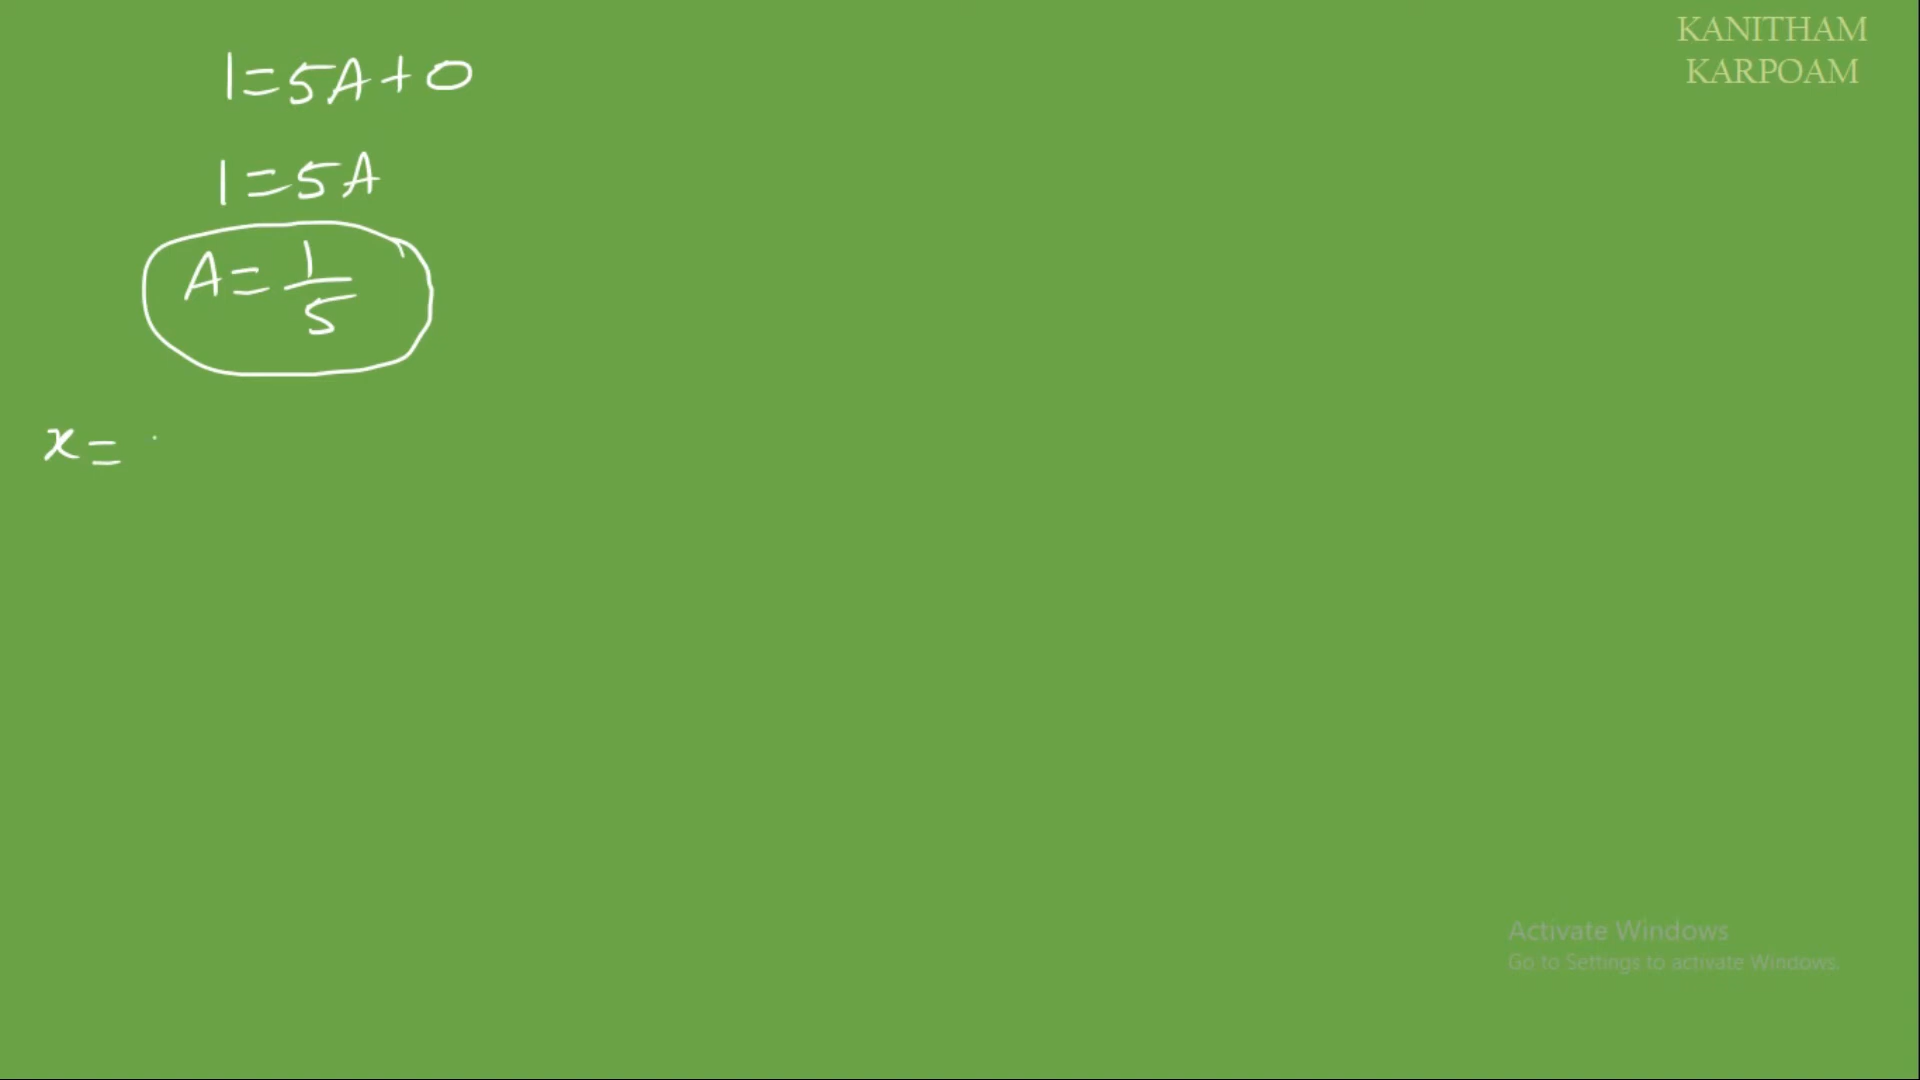 1=5A+0
1=5A
A=1/5
x=
KANITHAM
KARPOAM
Activate Windows
Go to Settings to activate Windows.